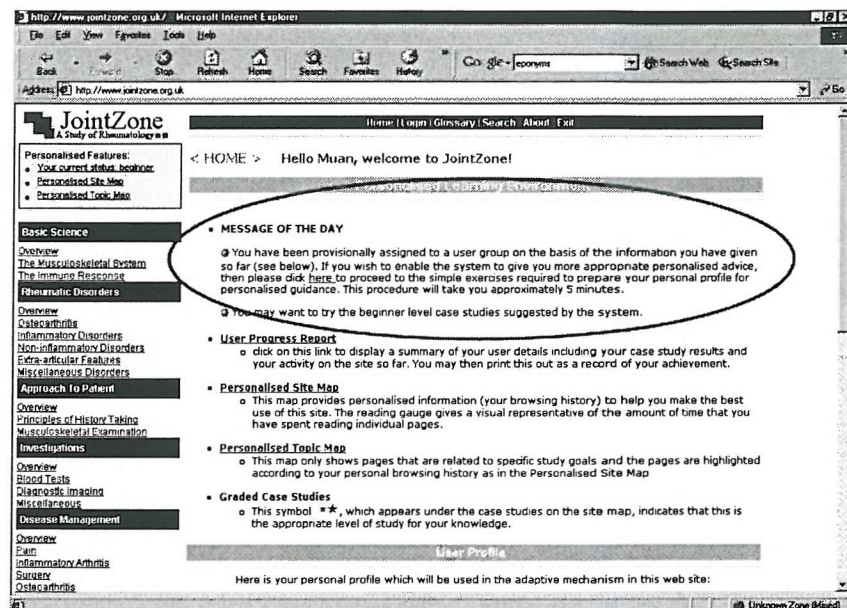 http://www.jointzone.org.uk/ - Microsoft Internet Explorer
File Edit View Favorites Tools Help
Back Forward Stop Refresh Home Search Favorites History » Google - eponyms Search Web Search Site »
Address http://www.jointzone.org.uk Go
JointZone
A Study of Rheumatology
Home | Login | Glossary | Search About Exit
Personalised Features:
• Your current status: beginner
• Personalised Site Map
• Personalised Topic Map
< HOME > Hello Muan, welcome to JointZone!
Personalised Learning Environment
Basic Science
Overview
The Musculoskeletal System
The Immune Response
Rheumatic Disorders
Overview
Osteoarthritis
Inflammatory Disorders
Non-inflammatory Disorders
Extra-articular Features
Miscellaneous Disorders
Approach To Patient
Overview
Principles of History Taking
Musculoskeletal Examination
Investigations
Overview
Blood Tests
Diagnostic Imaging
Miscellaneous
Disease Management
Overview
Pain
Inflammatory Arthritis
Surgery
Osteoarthritis
• MESSAGE OF THE DAY
You have been provisionally assigned to a user group on the basis of the information you have given
so far (see below). If you wish to enable the system to give you more appropriate personalised advice,
then please click here to proceed to the simple exercises required to prepare your personal profile for
personalised guidance. This procedure will take you approximately 5 minutes.
You may want to try the beginner level case studies suggested by the system.
• User Progress Report
o click on this link to display a summary of your user details including your case study results and
your activity on the site so far. You may then print this out as a record of your achievement.
• Personalised Site Map
o This map provides personalised information (your browsing history) to help you make the best
use of this site. The reading gauge gives a visual representative of the amount of time that you
have spent reading individual pages.
• Personalised Topic Map
o This map only shows pages that are related to specific study goals and the pages are highlighted
according to your personal browsing history as in the Personalised Site Map
• Graded Case Studies
o This symbol ★★, which appears under the case studies on the site map, indicates that this is
the appropriate level of study for your knowledge.
User Profile
Here is your personal profile which will be used in the adaptive mechanism in this web site:
Unknown Zone (Mixed)